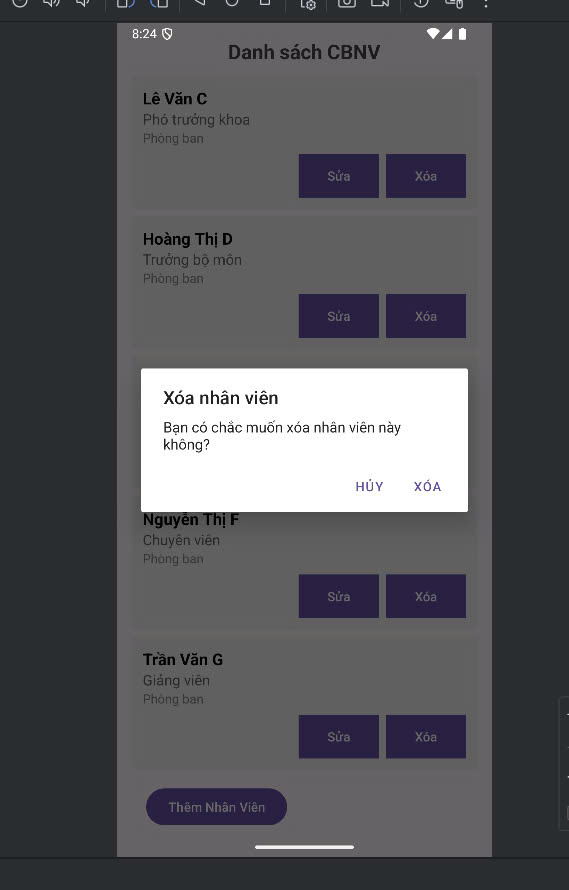 8:24
Danh sách CBNV
Lê Văn C
Phó trưởng khoa
Phòng ban
Sửa
Xóa
Hoàng Thị D
Trưởng bộ môn
Phòng ban
Sửa
Xóa
Xóa nhân viên
Bạn có chắc muốn xóa nhân viên này
không?
HỦY
XÓA
Nguyễn Thị F
Chuyên viên
Phòng ban
Sửa
Xóa
Trần Văn G
Giảng viên
Phòng ban
Sửa
Xóa
Thêm Nhân Viên